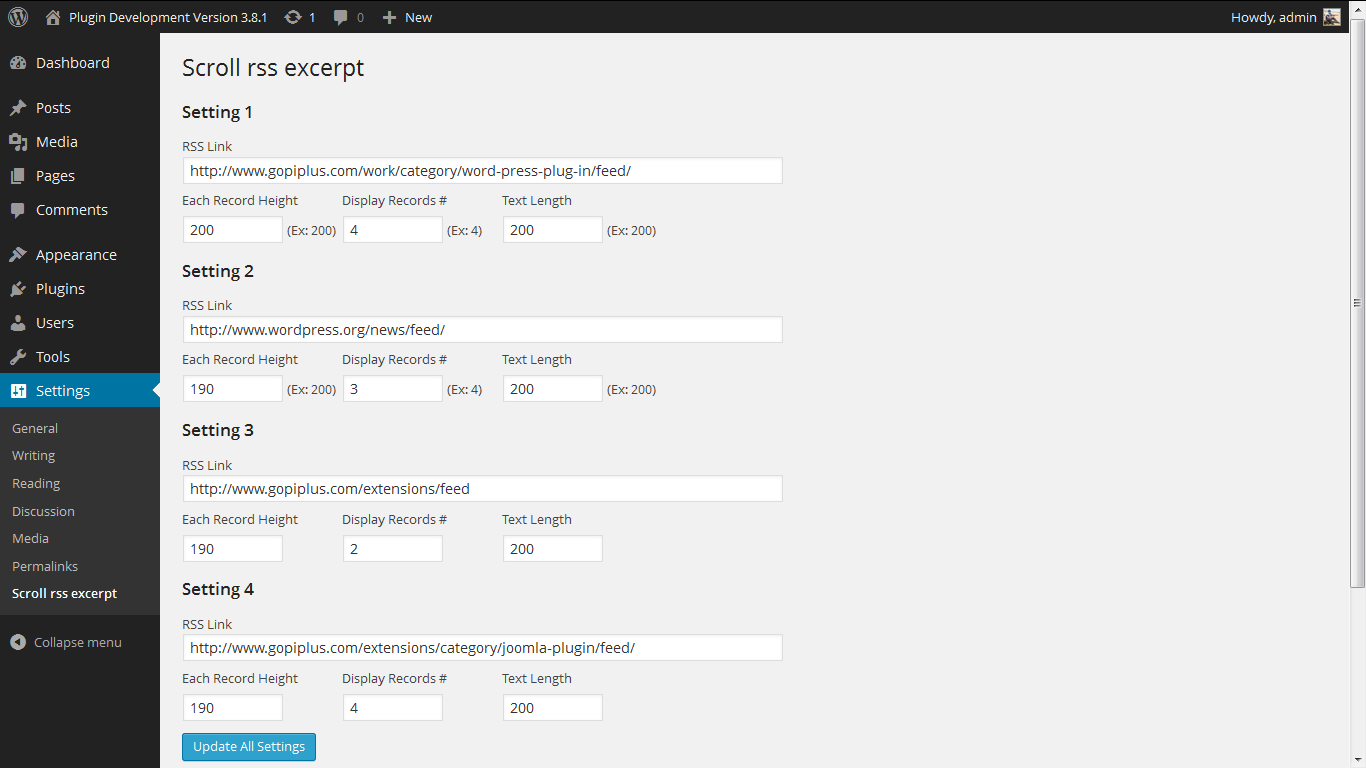 Plugin Development Version 3.8.1 1 0 New Howdy, admin
Dashboard
Posts
Media
Pages
Comments
Appearance
Plugins
Users
Tools
Settings
General
Writing
Reading
Discussion
Media
Permalinks
Scroll rss excerpt
Collapse menu
Scroll rss excerpt
Setting 1
RSS Link
http://www.gopiplus.com/work/category/word-press-plug-in/feed/
Each Record Height Display Records # Text Length
200 (Ex: 200) 4 (Ex: 4) 200 (Ex: 200)
Setting 2
RSS Link
http://www.wordpress.org/news/feed/
Each Record Height Display Records # Text Length
190 (Ex: 200) 3 (Ex: 4) 200 (Ex: 200)
Setting 3
RSS Link
http://www.gopiplus.com/extensions/feed
Each Record Height Display Records # Text Length
190 2 200
Setting 4
RSS Link
http://www.gopiplus.com/extensions/category/joomla-plugin/feed/
Each Record Height Display Records # Text Length
190 4 200
Update All Settings